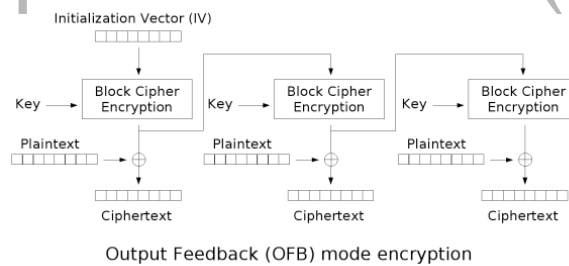 Initialization Vector (IV)
Key
Block Cipher
Encryption
Key
Block Cipher
Encryption
Key
Block Cipher
Encryption
Plaintext
Plaintext
Plaintext
Ciphertext
Ciphertext
Ciphertext
Output Feedback (OFB) mode encryption